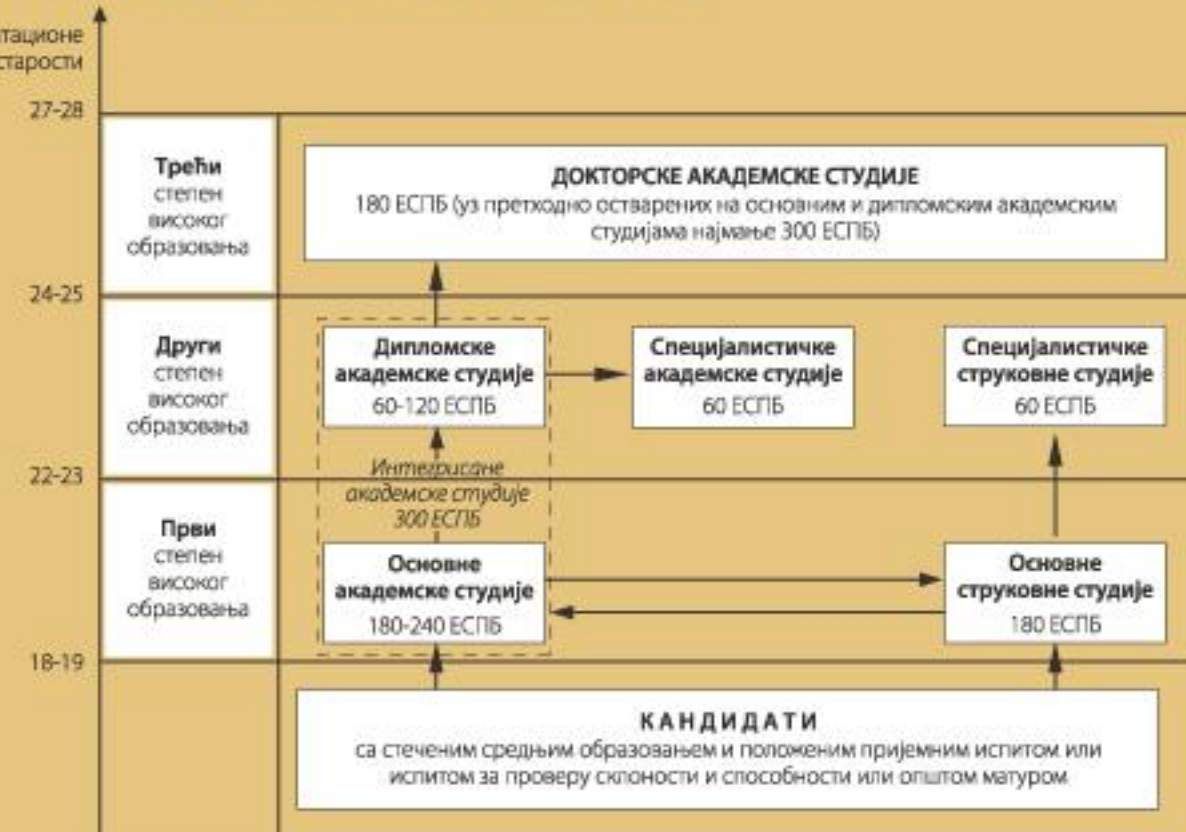 старости
27-28
Трећи
степен
високог
образовања
ДОКТОРСКЕ АКАДЕМСКЕ СТУДИЈЕ
180 ЕСПБ (уз претходно остварених на основним и дипломским академским
студијама најмање 300 ЕСПБ)
24-25
Други
степен
високог
образовања
Дипломске
академске студије
60-120 ЕСПБ
Специјалистичке
академске студије
60 ЕСПБ
Специјалистичке
струковне студије
60 ЕСПБ
22-23
Интегрисане
академске студије
300 ЕСПБ
Први
степен
високог
образовања
Основне
академске студије
180-240 ЕСПБ
Основне
струковне студије
180 ЕСПБ
18-19
КАНДИДАТИ
са стеченим средњим образовањем и положеним пријемним испитом или
испитом за проверу склоности и способности или општом матуром